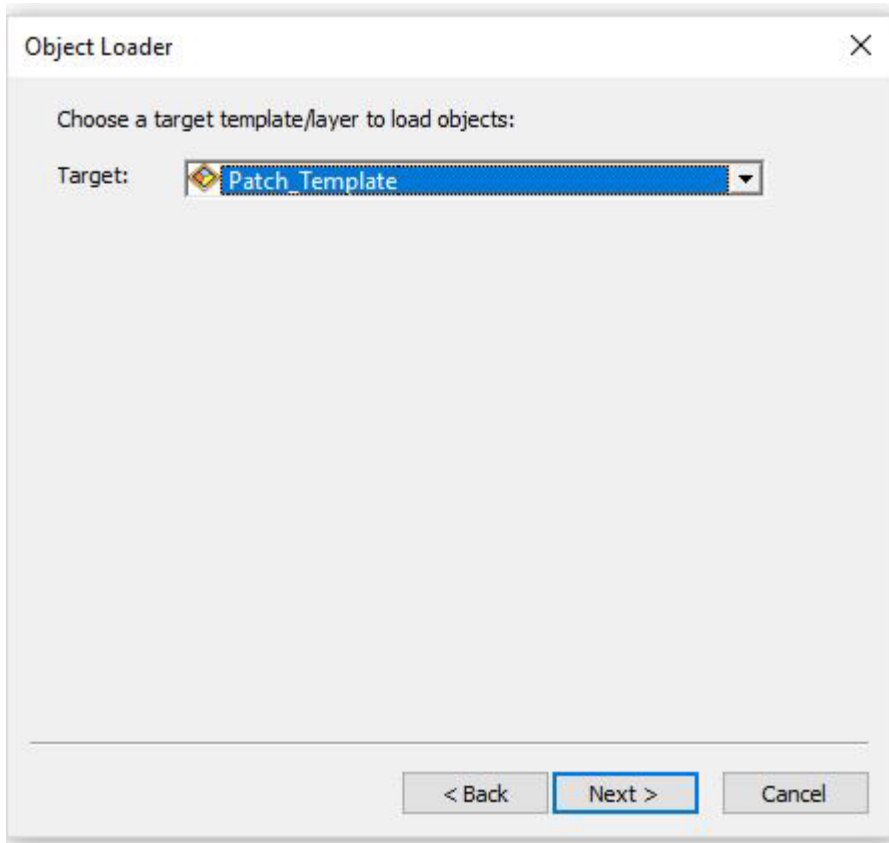 Object Loader
Choose a target template/layer to load objects:
Target: Patch_Template
< Back Next > Cancel